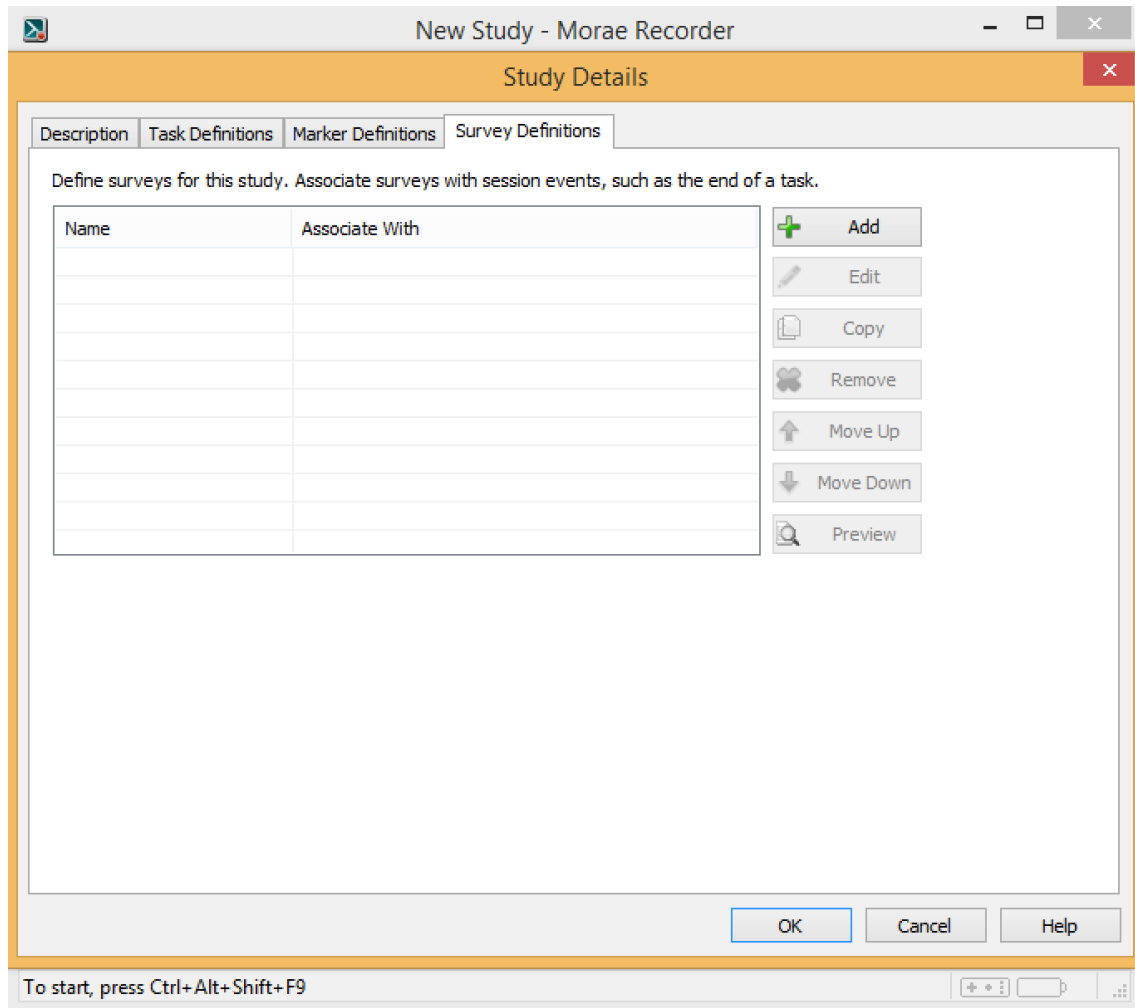 New Study - Morae Recorder
Study Details
Description Task Definitions Marker Definitions Survey Definitions
Define surveys for this study. Associate surveys with session events, such as the end of a task.
Name Associate With
Add
Edit
Copy
Remove
Move Up
Move Down
Preview
OK Cancel Help
To start, press Ctrl+Alt+Shift+F9